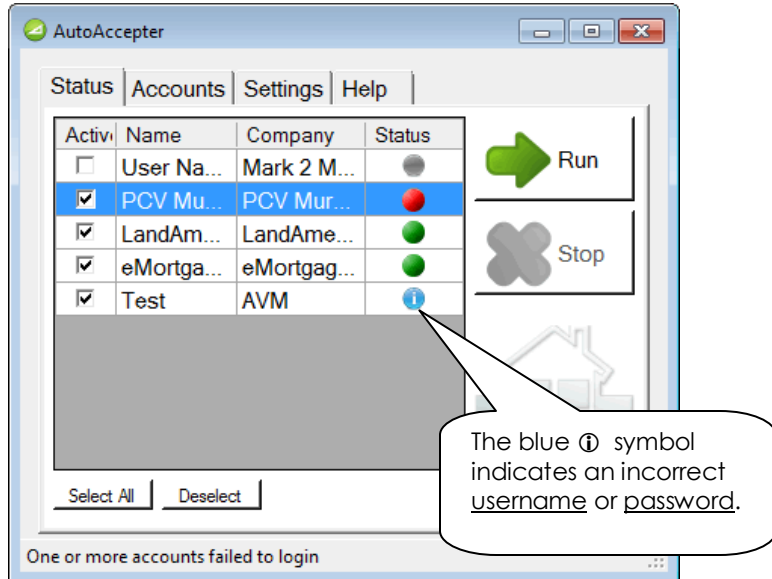 AutoAccepter
Status Accounts Settings Help
Activ Name Company Status
User Na... Mark 2 M...
PCV Mu... PCV Mur...
LandAm... LandAme...
eMortga... eMortgag...
Test AVM
Run
Stop
The blue ⓘ symbol
indicates an incorrect
username or password.
Select All Deselect
One or more accounts failed to login